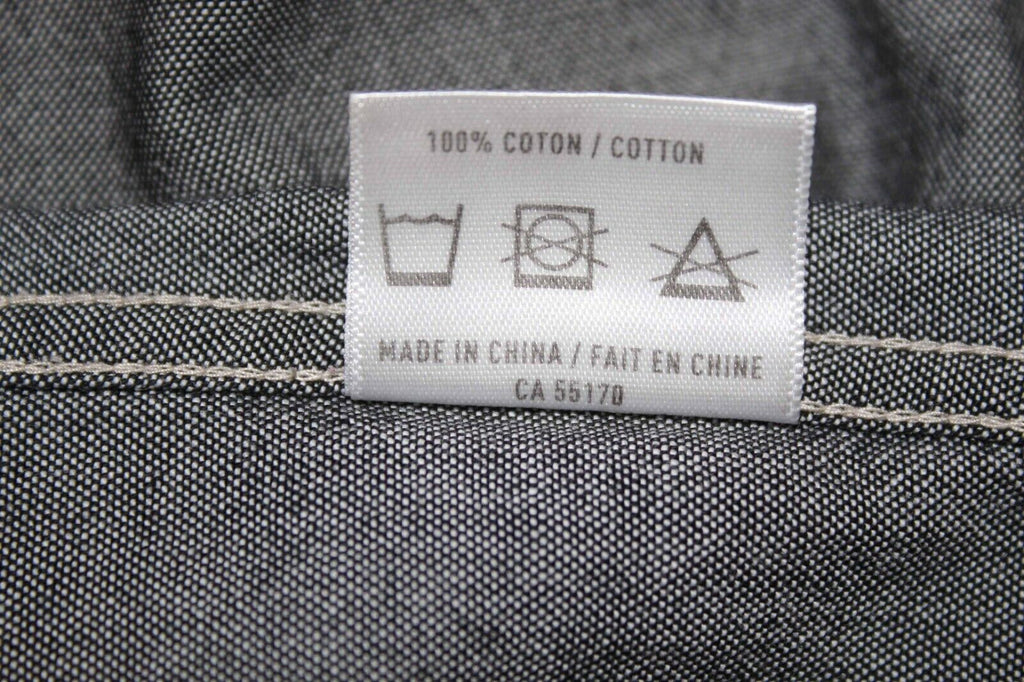 100% COTON / COTTON
MADE IN CHINA / FAIT EN CHINE
CA 55170